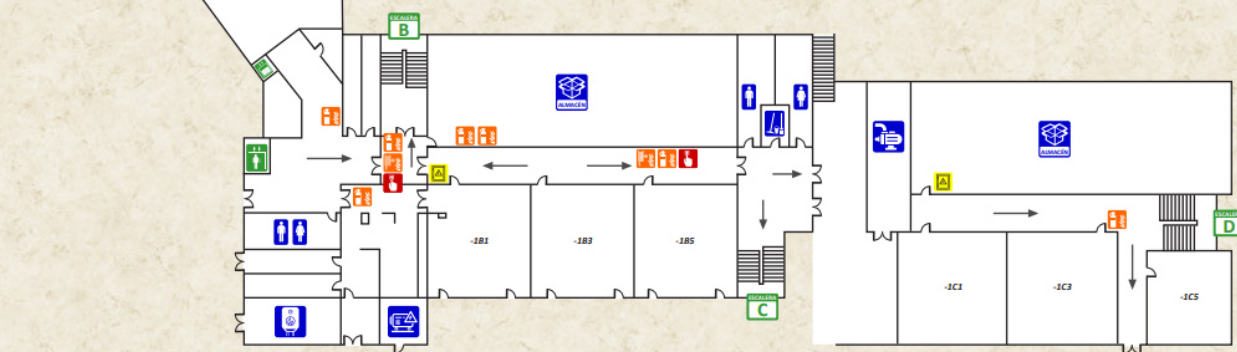 ESCALERA
B
ALMACÉN
ALMACÉN
-1B1
-1B3
-1B5
ESCALERA
D
-1C1
-1C3
-1C5
ESCALERA
C